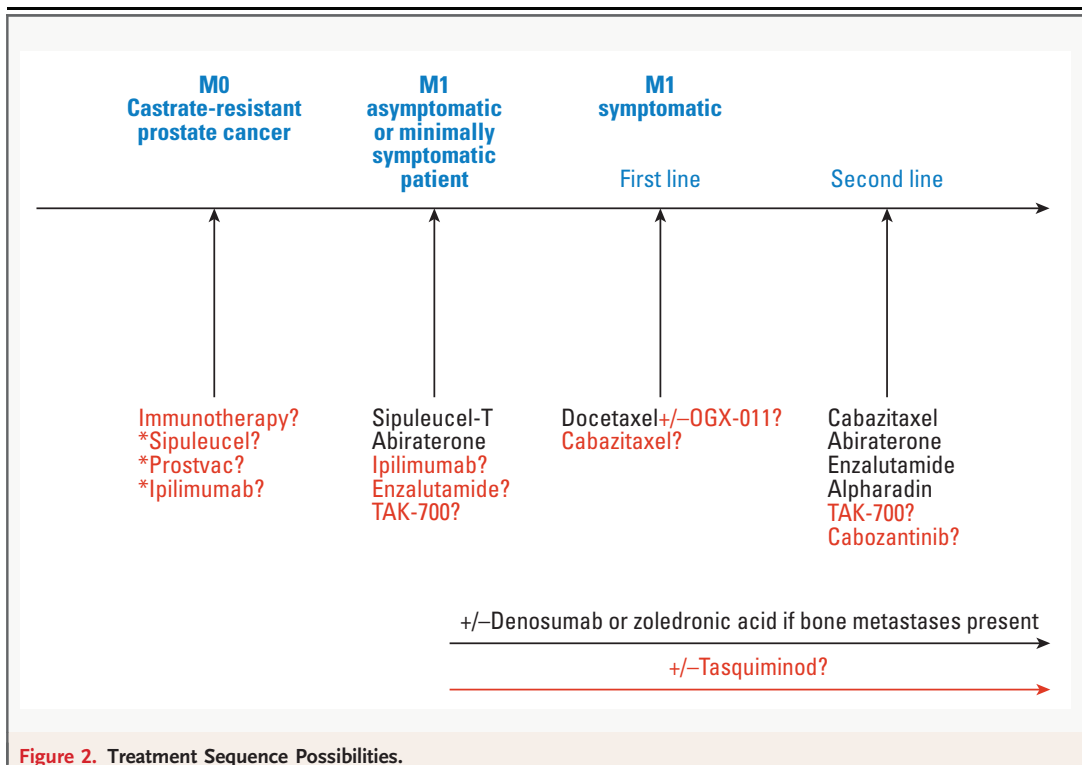 M0
Castrate-resistant
prostate cancer
M1
asymptomatic
or minimally
symptomatic
patient
M1
symptomatic
First line
Second line
Immunotherapy?
*Sipuleucel?
*Prostvac?
*Ipilimumab?
Sipuleucel-T
Abiraterone
Ipilimumab?
Enzalutamide?
TAK-700?
Docetaxel+/–OGX-011?
Cabazitaxel?
Cabazitaxel
Abiraterone
Enzalutamide
Alpharadin
TAK-700?
Cabozantinib?
+/–Denosumab or zoledronic acid if bone metastases present
+/–Tasquiminod?
Figure 2. Treatment Sequence Possibilities.